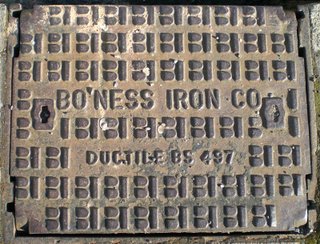 BO'NESS IRON CO
DUCTILE BS 497